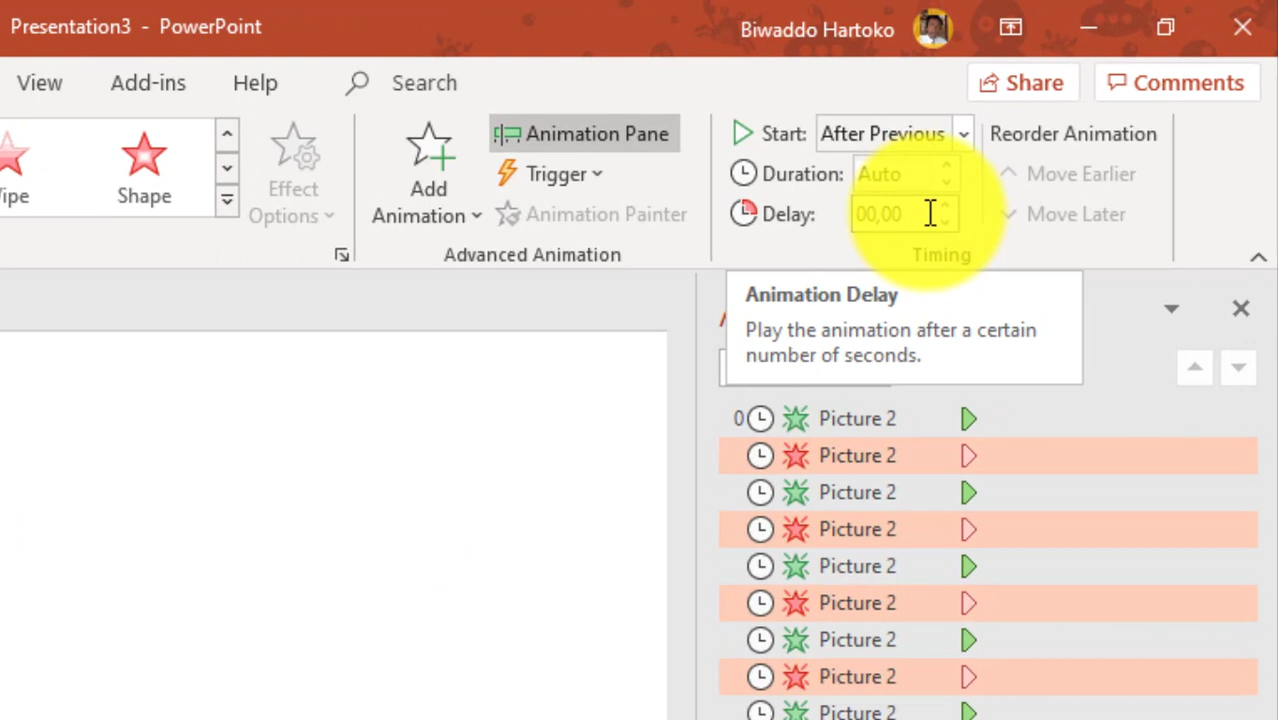 Presentation3 - PowerPoint
Biwaddo Hartoko
View Add-ins Help Search
Share Comments
Shape
Effect
Options
Add
Animation
Animation Pane
Trigger
Animation Painter
Advanced Animation
Start: After Previous
Duration: Auto
Delay: 00,00
Timing
Reorder Animation
Move Earlier
Move Later
Animation Delay
Play the animation after a certain
number of seconds.
0 Picture 2
Picture 2
Picture 2
Picture 2
Picture 2
Picture 2
Picture 2
Picture 2
Picture 2